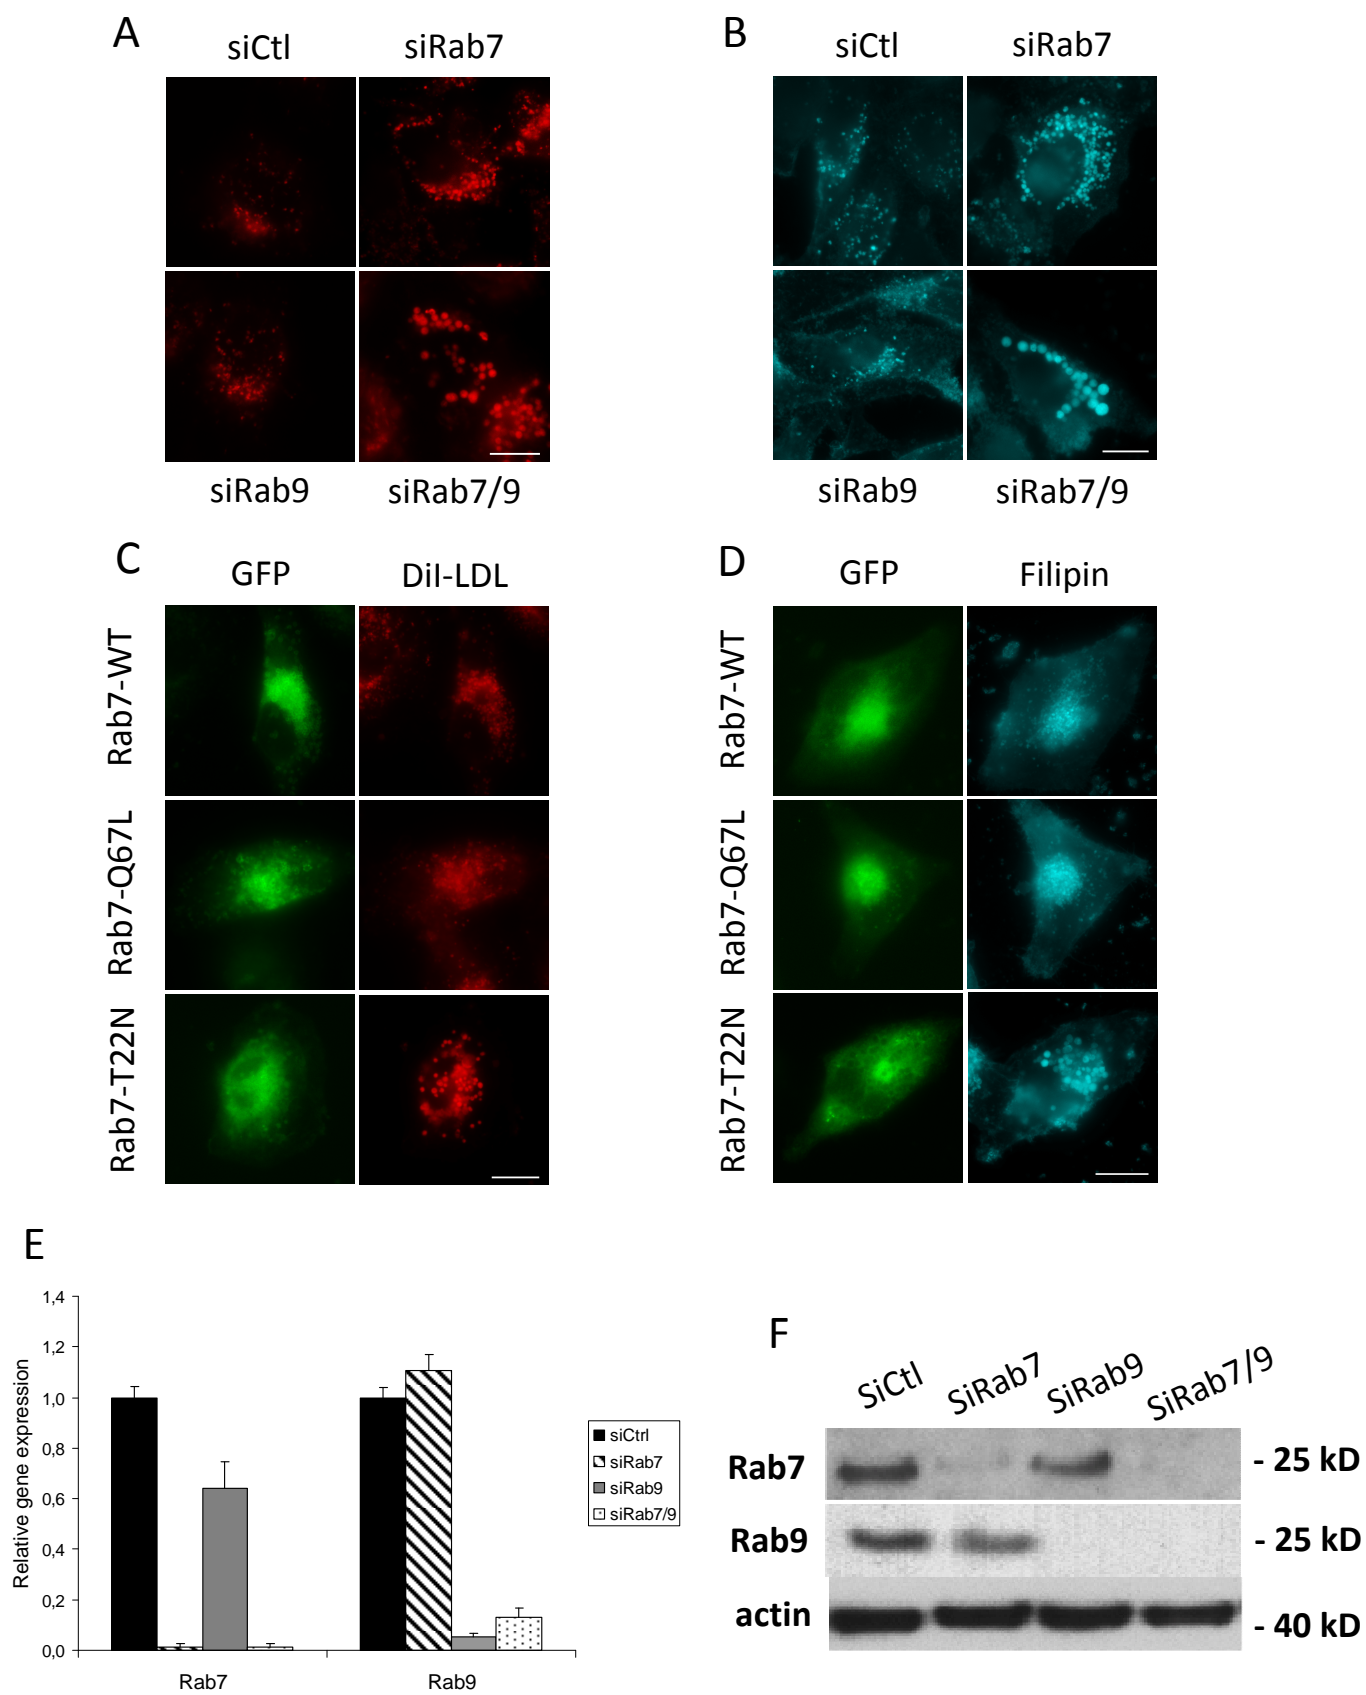 A
siCtl siRab7
siRab9 siRab7/9
B
siCtl siRab7
siRab9 siRab7/9
C
GFP DiI-LDL
Rab7-WT
Rab7-Q67L
Rab7-T22N
D
GFP Filipin
Rab7-WT
Rab7-Q67L
Rab7-T22N
E
Relative gene expression
1,4
1,2
1,0
0,8
0,6
0,4
0,2
0,0
Rab7 Rab9
siCtrl
siRab7
siRab9
siRab7/9
F
SiCtl SiRab7 SiRab9 SiRab7/9
Rab7 - 25 kD
Rab9 - 25 kD
actin - 40 kD